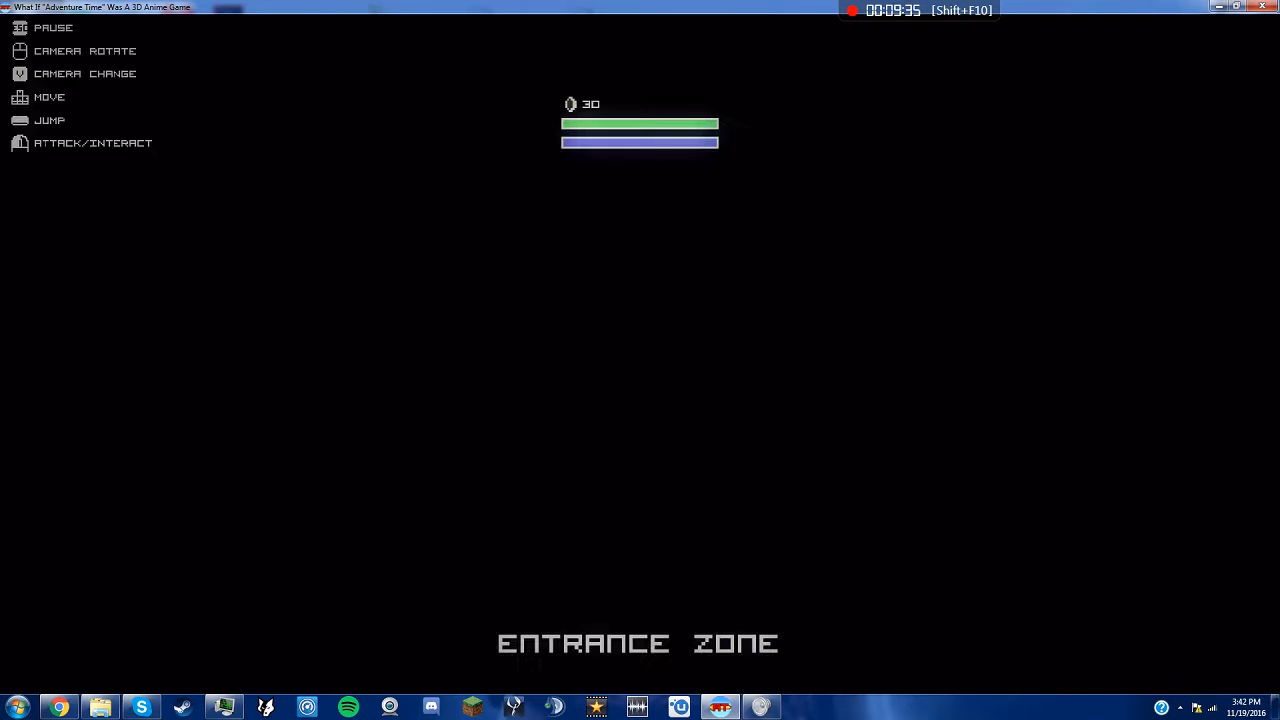 What If "Adventure Time" Was A 3D Anime Game
00:09:35 [Shift+F10]
PAUSE
CAMERA ROTATE
V CAMERA CHANGE
MOVE
JUMP
ATTACK/INTERACT
30
ENTRANCE ZONE
3:42 PM
11/19/2016